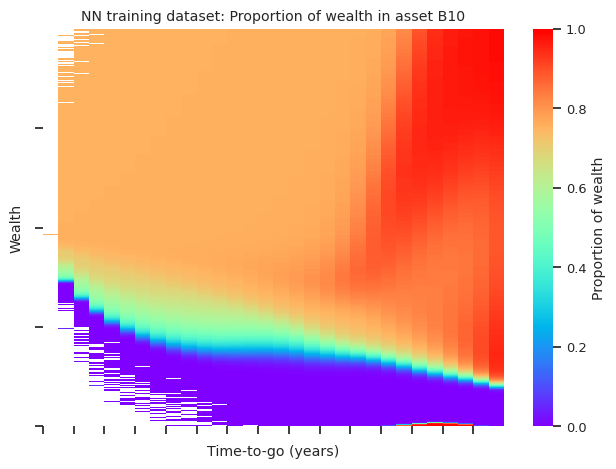 NN training dataset: Proportion of wealth in asset B10
Wealth
Time-to-go (years)
1.0
0.8
0.6
0.4
0.2
0.0
Proportion of wealth